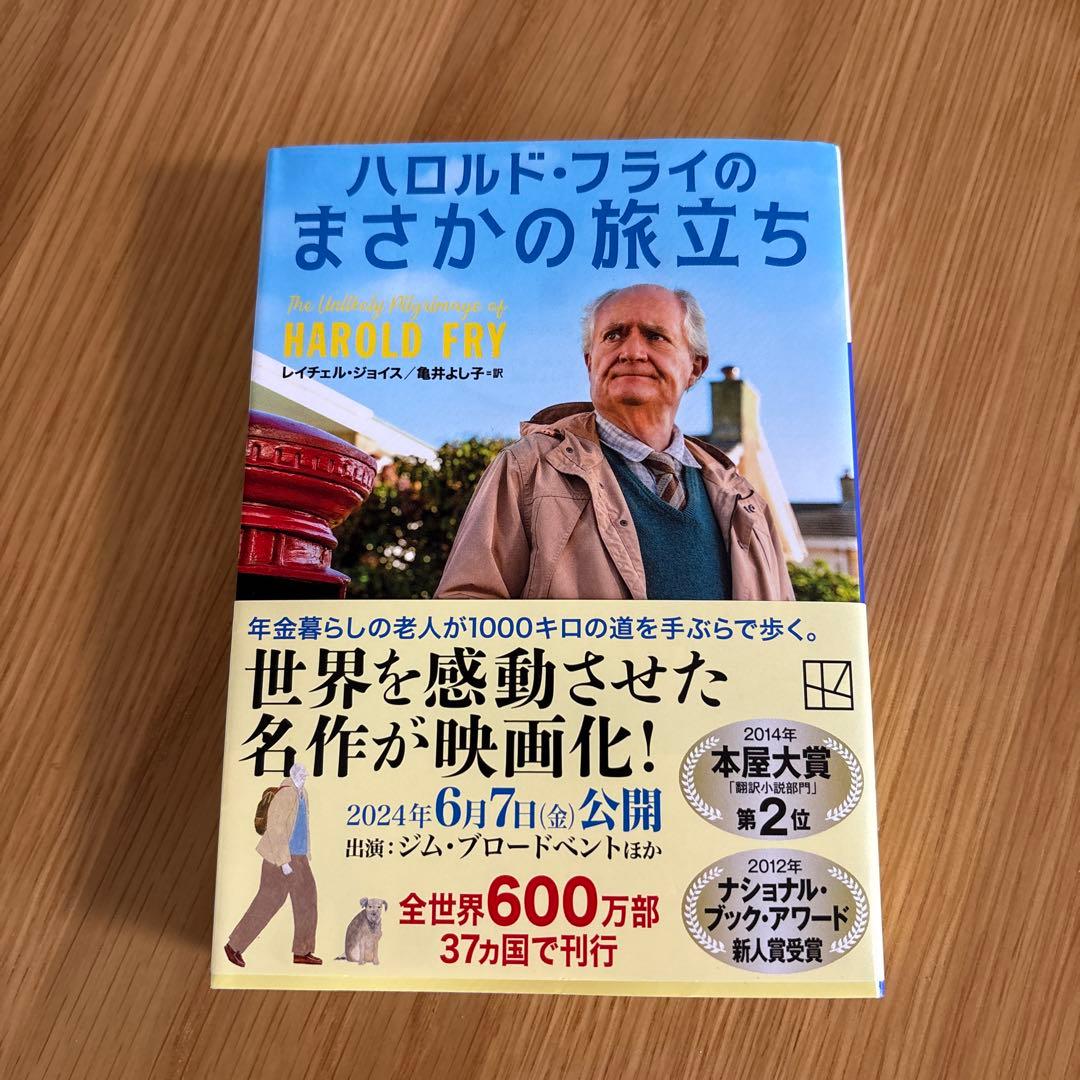 ハロルド・フライの
まさかの旅立ち
The Unlikely Pilgrimage of
HAROLD FRY
レイチェル・ジョイス/亀井よし子=訳
年金暮らしの老人が1000キロの道を手ぶらで歩く。
世界を感動させた
名作が映画化!
2024年6月7日(金)公開
出演:ジム・ブロードベントほか
全世界600万部
37ヵ国で刊行
2014年
本屋大賞
「翻訳小説部門」
第2位
2012年
ナショナル・
ブック・アワード
新人賞受賞